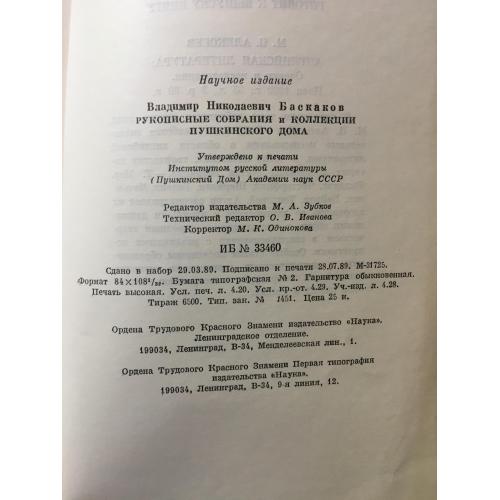 Научное издание
Владимир Николаевич Баскаков
РУКОПИСНЫЕ СОБРАНИЯ и КОЛЛЕКЦИИ
ПУШКИНСКОГО ДОМА
Утверждено к печати
Институтом русской литературы
(Пушкинский Дом) Академии наук СССР
Редактор издательства М. А. Зубков
Технический редактор О. В. Иванова
Корректор М. К. Одинокова
ИБ № 33460
Сдано в набор 29.03.89. Подписано к печати 28.07.89. М-31725.
Формат 84×108¹/₃₂. Бумага типографская № 2. Гарнитура обыкновенная.
Печать высокая. Усл. печ. л. 4.20. Усл. кр.-от. 4.29. Уч.-изд. л. 4.28.
Тираж 6500. Тип. зак. № 1451. Цена 25 к.
Ордена Трудового Красного Знамени издательство «Наука».
Ленинградское отделение.
199034, Ленинград, В-34, Менделеевская лин., 1.
Ордена Трудового Красного Знамени Первая типография
издательства «Наука».
199034, Ленинград, В-34, 9-я линия, 12.